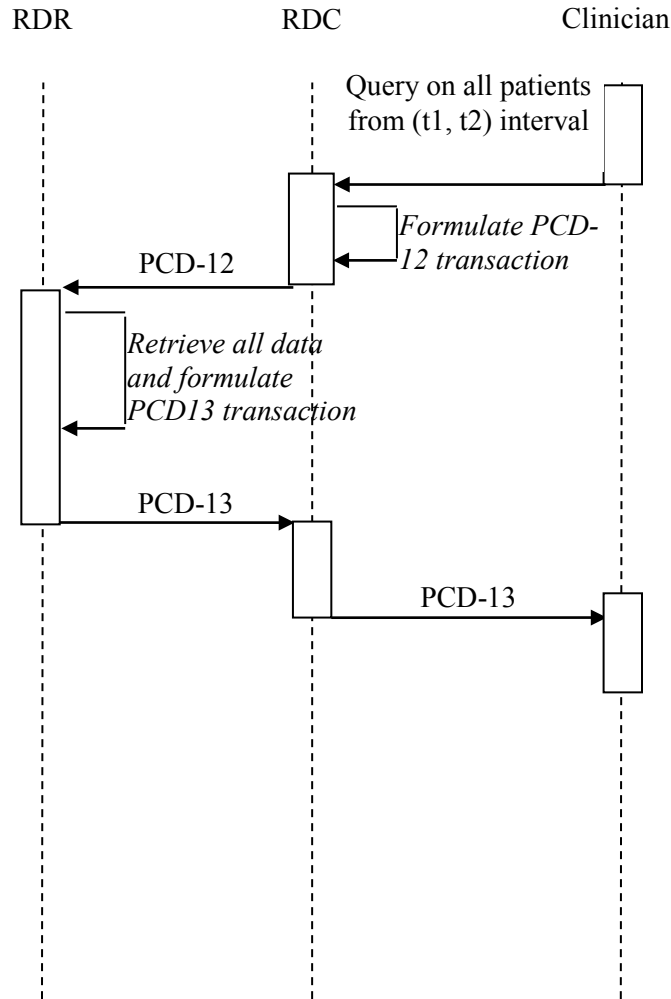 RDR
RDC
Clinician
Query on all patients
from (t1, t2) interval
Formulate PCD-
12 transaction
PCD-12
Retrieve all data
and formulate
PCD13 transaction
PCD-13
PCD-13